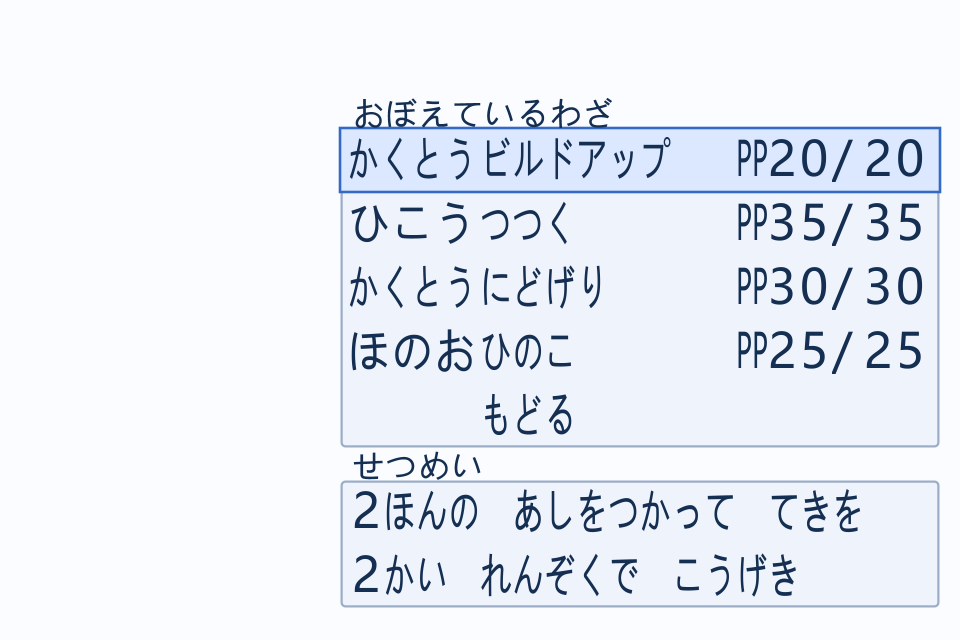 おぼえているわざ
かくとう ビルドアップ PP20/20
ひこう つつく PP35/35
かくとう にどげり PP30/30
ほのお ひのこ PP25/25
もどる
せつめい
2ほんの　あしをつかって　てきを
2かい　れんぞくで　こうげき